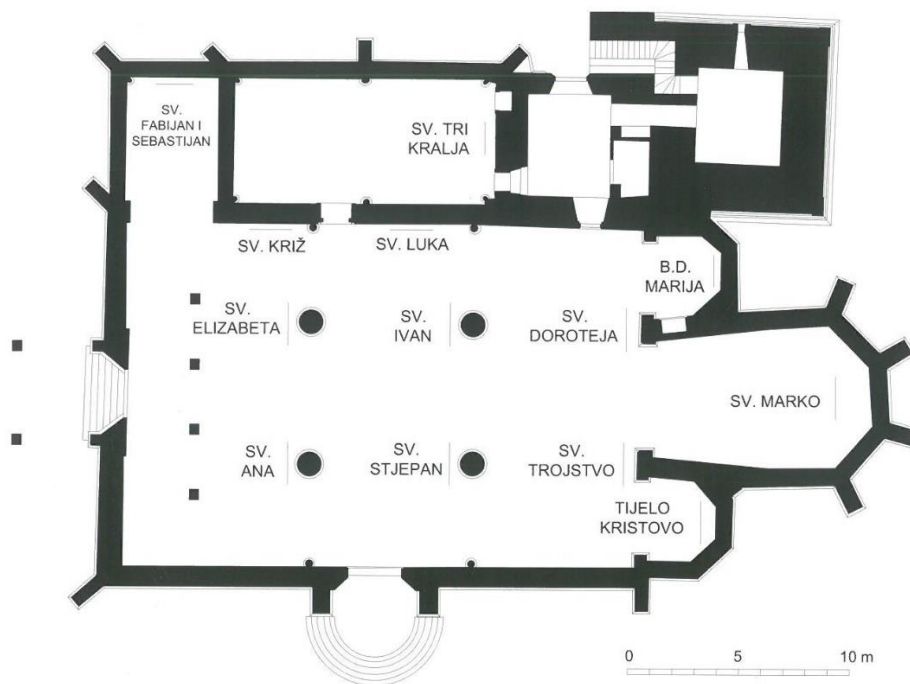 SV.
FABIJAN I
SEBASTIJAN
SV. TRI
KRALJA
SV. KRIŽ
SV. LUKA
B.D.
MARIJA
SV.
ELIZABETA
SV.
IVAN
SV.
DOROTEJA
SV. MARKO
SV.
ANA
SV.
STJEPAN
SV.
TROJSTVO
TIJELO
KRISTOVO
0 5 10 m